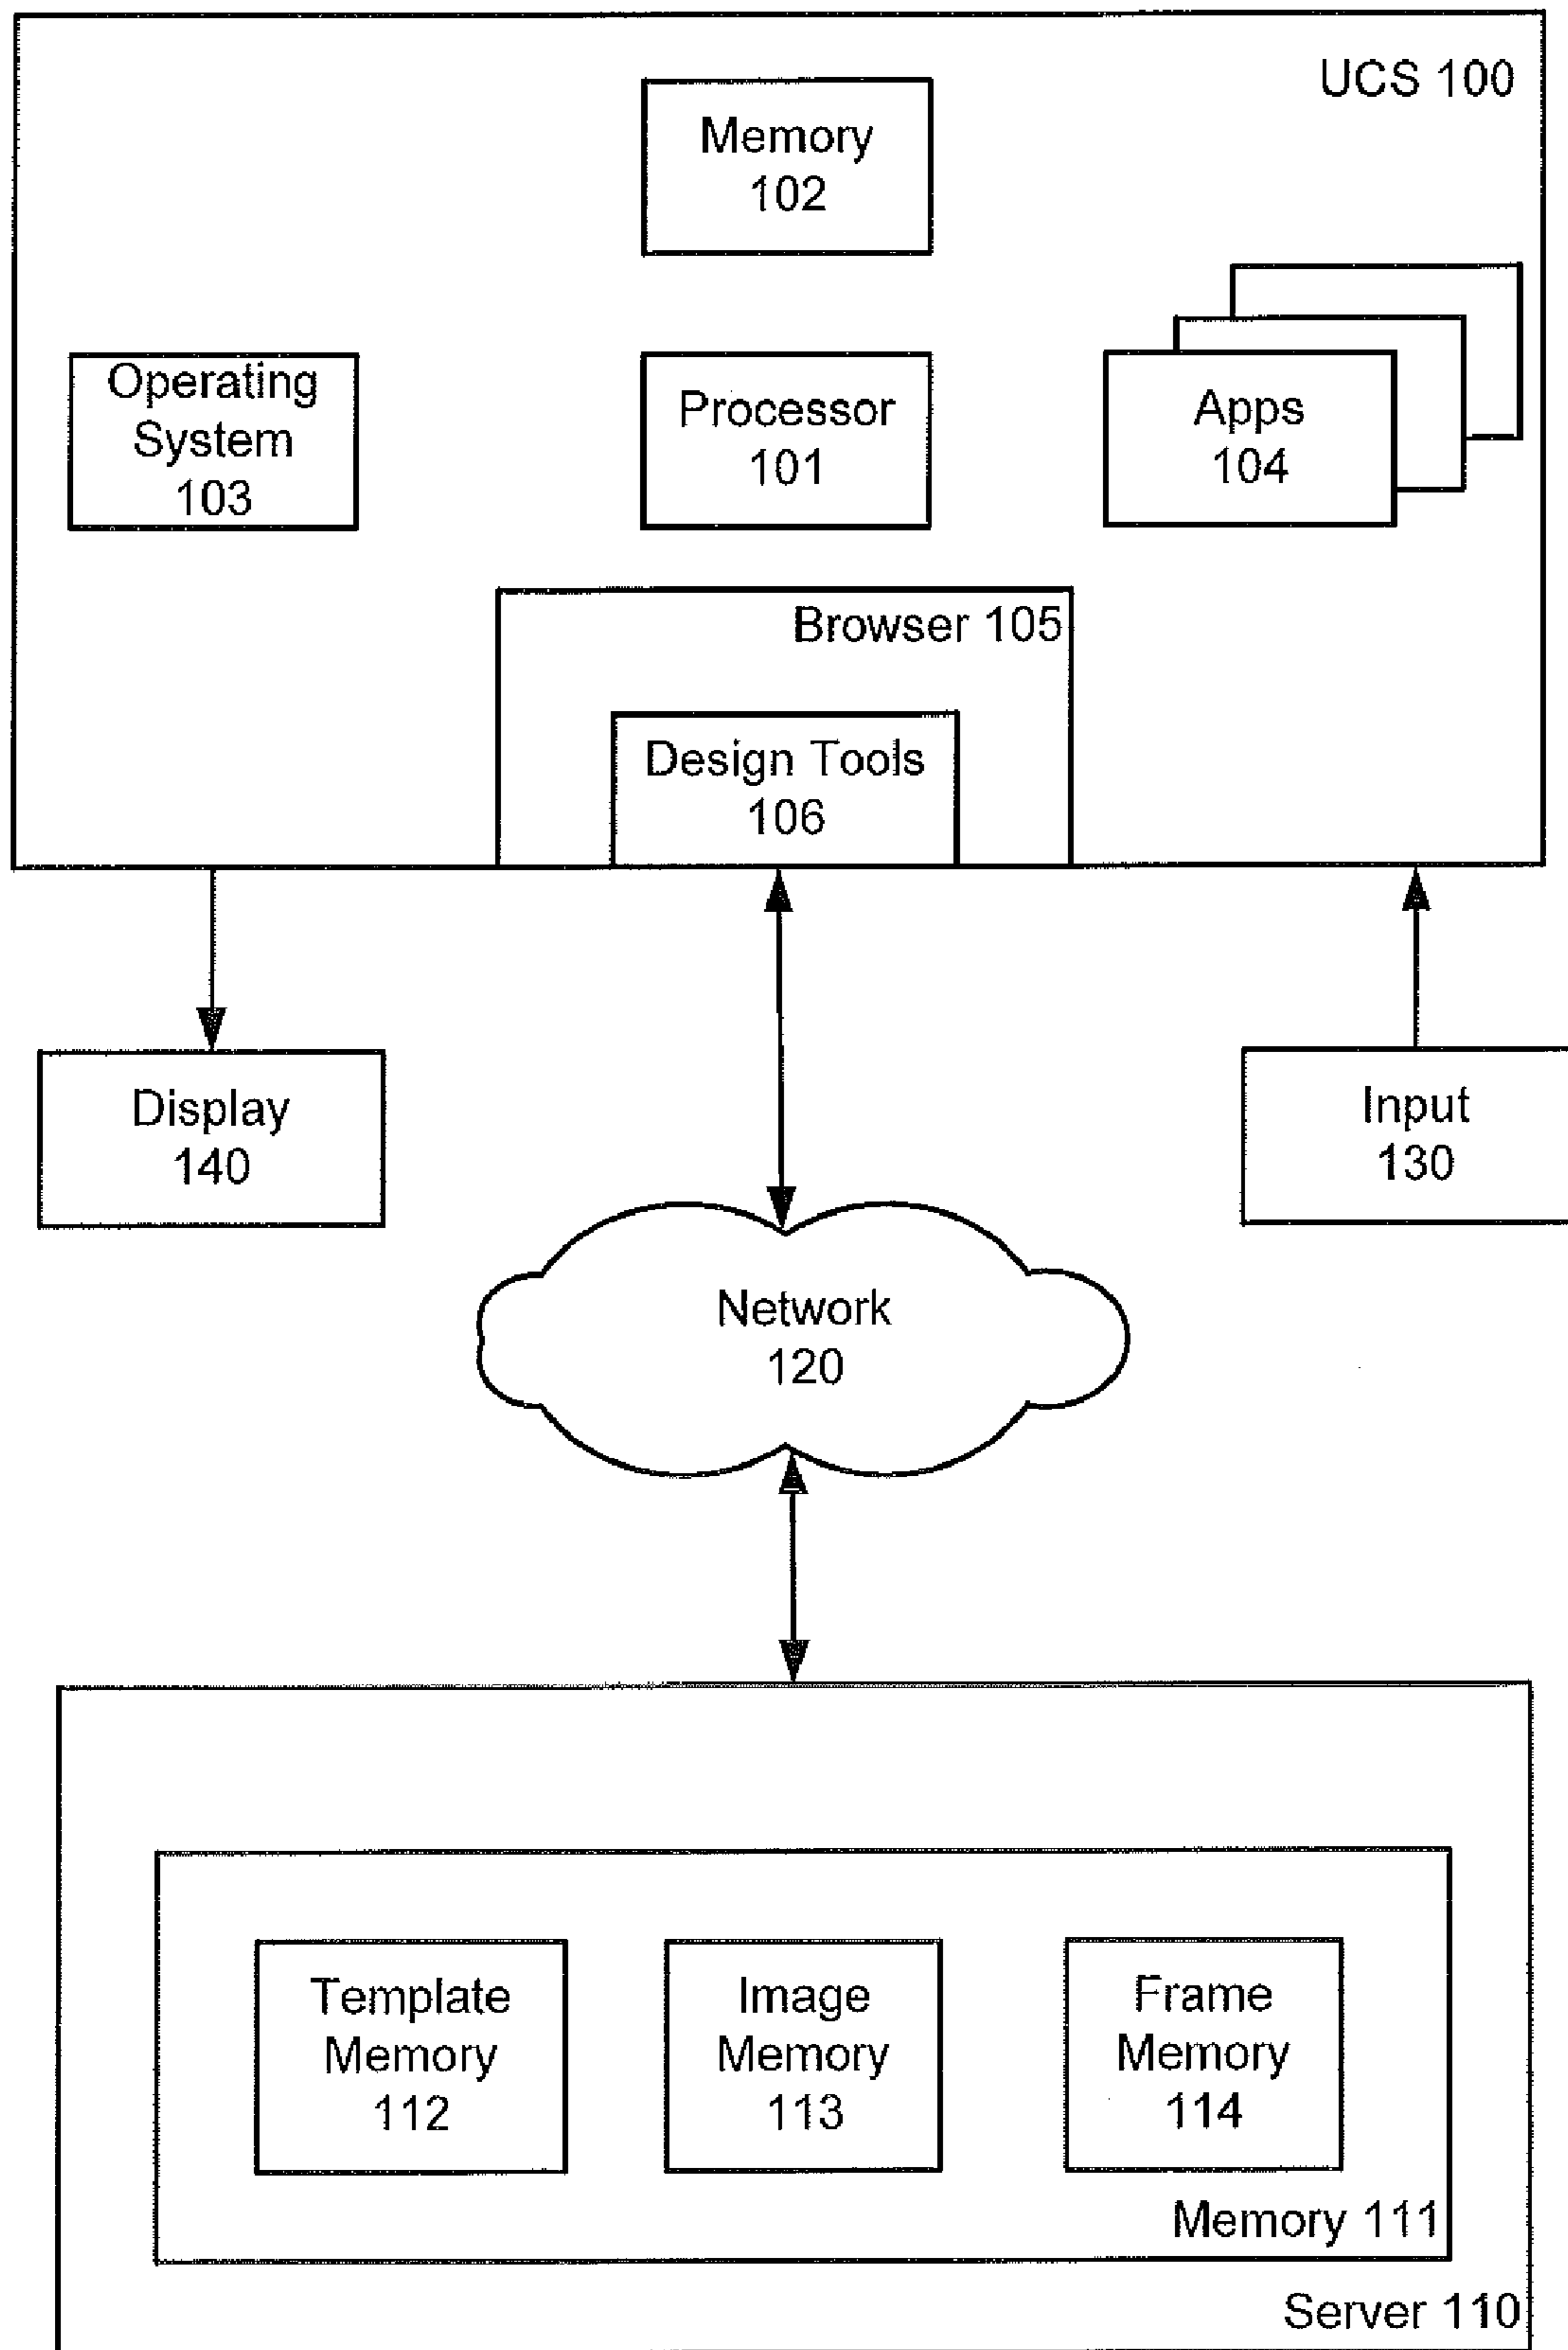 UCS 100
Memory
102
Operating
System
103
Processor
101
Apps
104
Browser 105
Design Tools
106
Display
140
Input
130
Network
120
Template
Memory
112
Image
Memory
113
Frame
Memory
114
Memory 111
Server 110